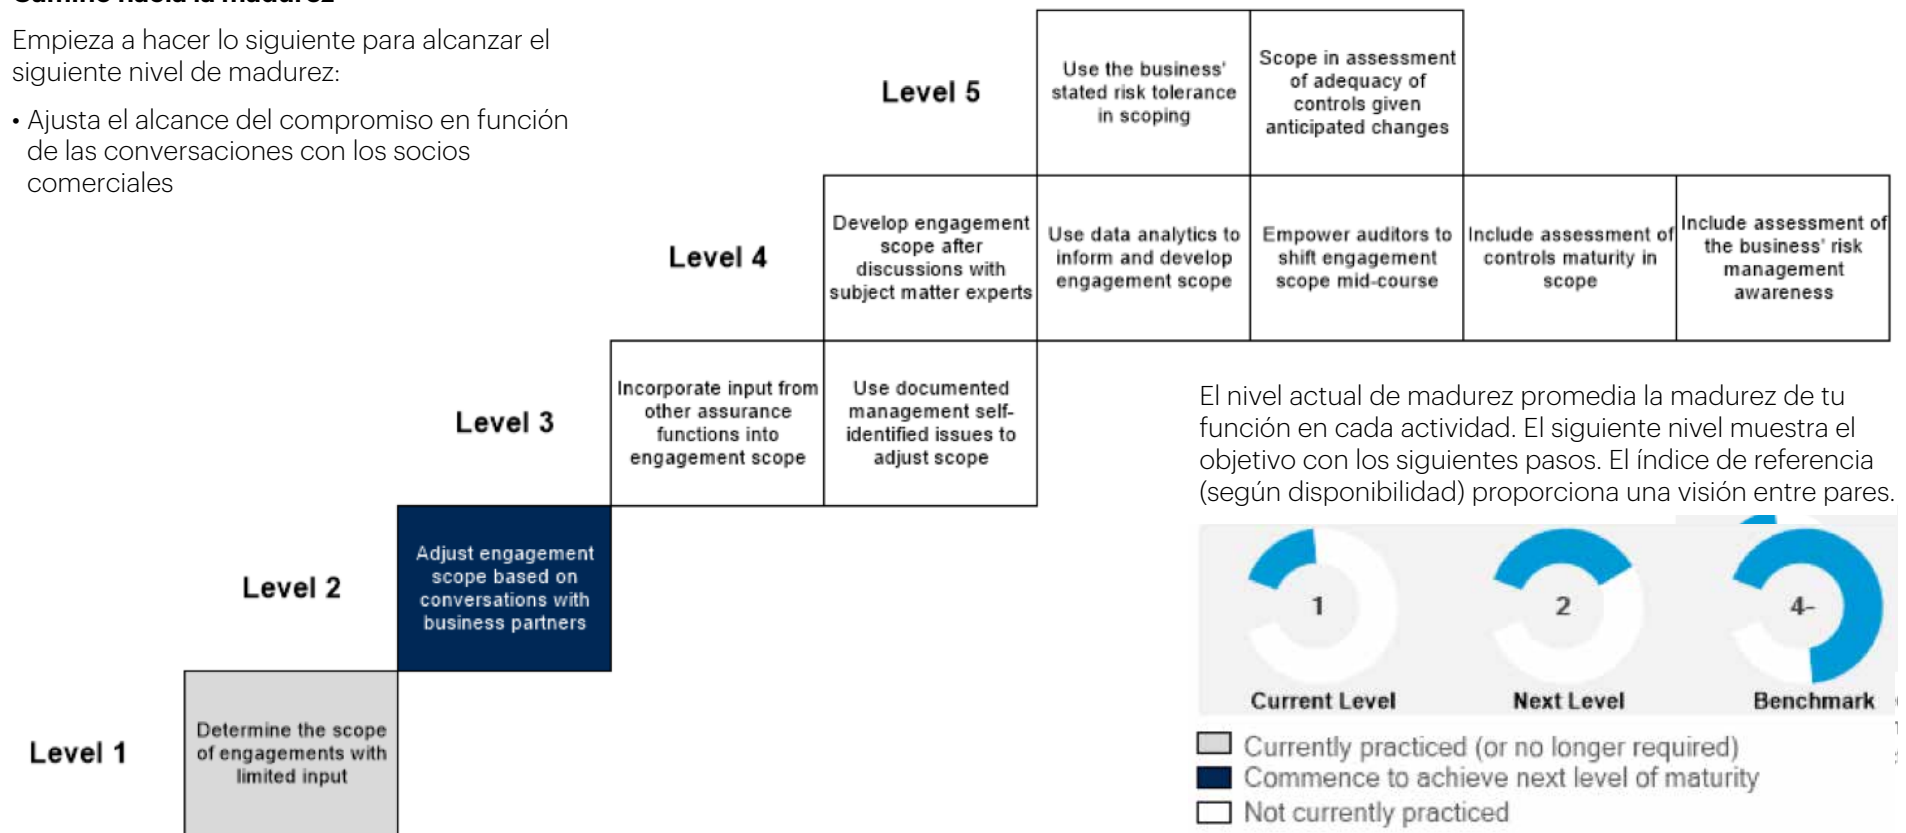 Camino hacia la madurez
Empieza a hacer lo siguiente para alcanzar el
siguiente nivel de madurez:
• Ajusta el alcance del compromiso en función
de las conversaciones con los socios
comerciales
Level 5
Use the business'
stated risk tolerance
in scoping
Scope in assessment
of adequacy of
controls given
anticipated changes
Level 4
Develop engagement
scope after
discussions with
subject matter experts
Use data analytics to
inform and develop
engagement scope
Empower auditors to
shift engagement
scope mid-course
Include assessment of
controls maturity in
scope
Include assessment of
the business' risk
management
awareness
Level 3
Incorporate input from
other assurance
functions into
engagement scope
Use documented
management self-
identified issues to
adjust scope
Level 2
Adjust engagement
scope based on
conversations with
business partners
Level 1
Determine the scope
of engagements with
limited input
El nivel actual de madurez promedia la madurez de tu
función en cada actividad. El siguiente nivel muestra el
objetivo con los siguientes pasos. El índice de referencia
(según disponibilidad) proporciona una visión entre pares.
1
2
4-
Current Level
Next Level
Benchmark
Currently practiced (or no longer required)
Commence to achieve next level of maturity
Not currently practiced